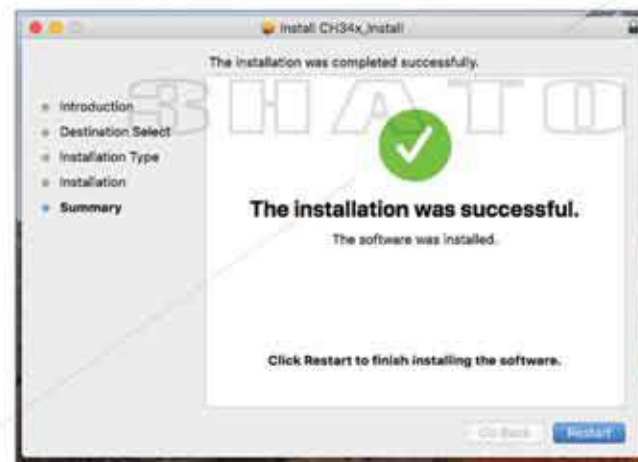 Install CH34x_Install
The installation was completed successfully.
Introduction
Destination Select
Installation Type
Installation
Summary
The installation was successful.
The software was installed.
Click Restart to finish installing the software.
Go Back
Restart